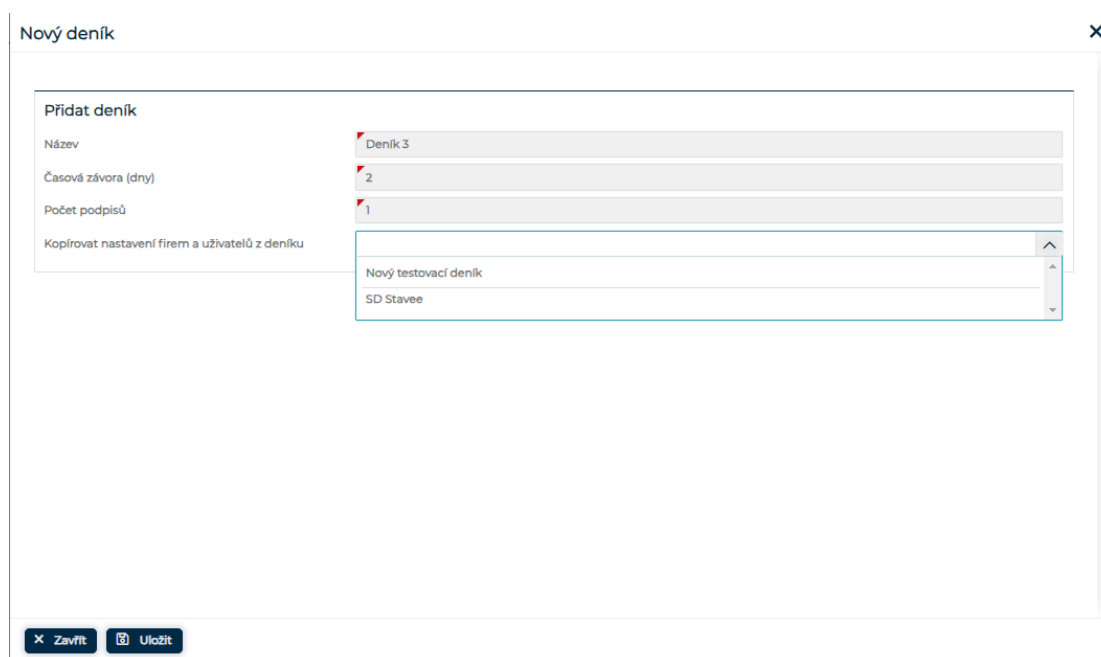 Nový deník
Přidat deník
Název
Deník 3
Časová závora (dny)
2
Počet podpisů
1
Kopírovat nastavení firem a uživatelů z deníku
Nový testovací deník
SD Stavee
Zavřít
Uložit